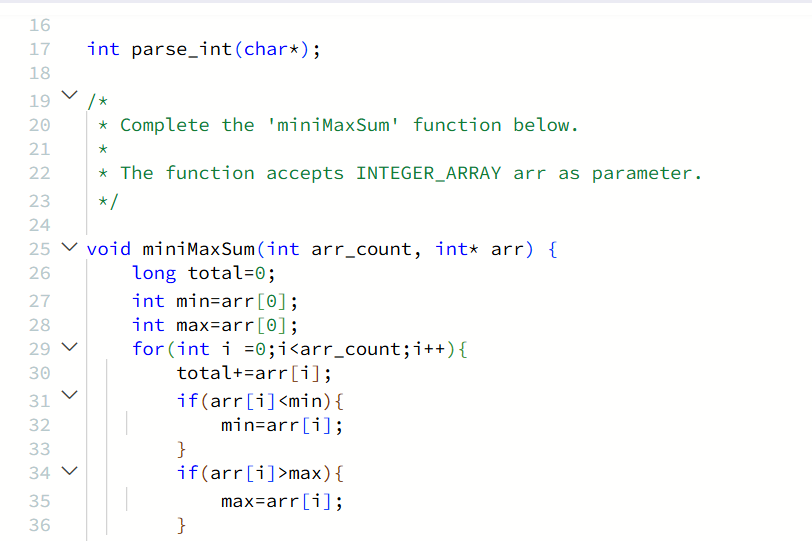 16
17 int parse_int(char*);
18
19 /*
20 * Complete the 'miniMaxSum' function below.
21 *
22 * The function accepts INTEGER_ARRAY arr as parameter.
23 */
24
25 void miniMaxSum(int arr_count, int* arr) {
26 long total=0;
27 int min=arr[0];
28 int max=arr[0];
29 for(int i =0;i<arr_count;i++){
30 total+=arr[i];
31 if(arr[i]<min){
32 min=arr[i];
33 }
34 if(arr[i]>max){
35 max=arr[i];
36 }